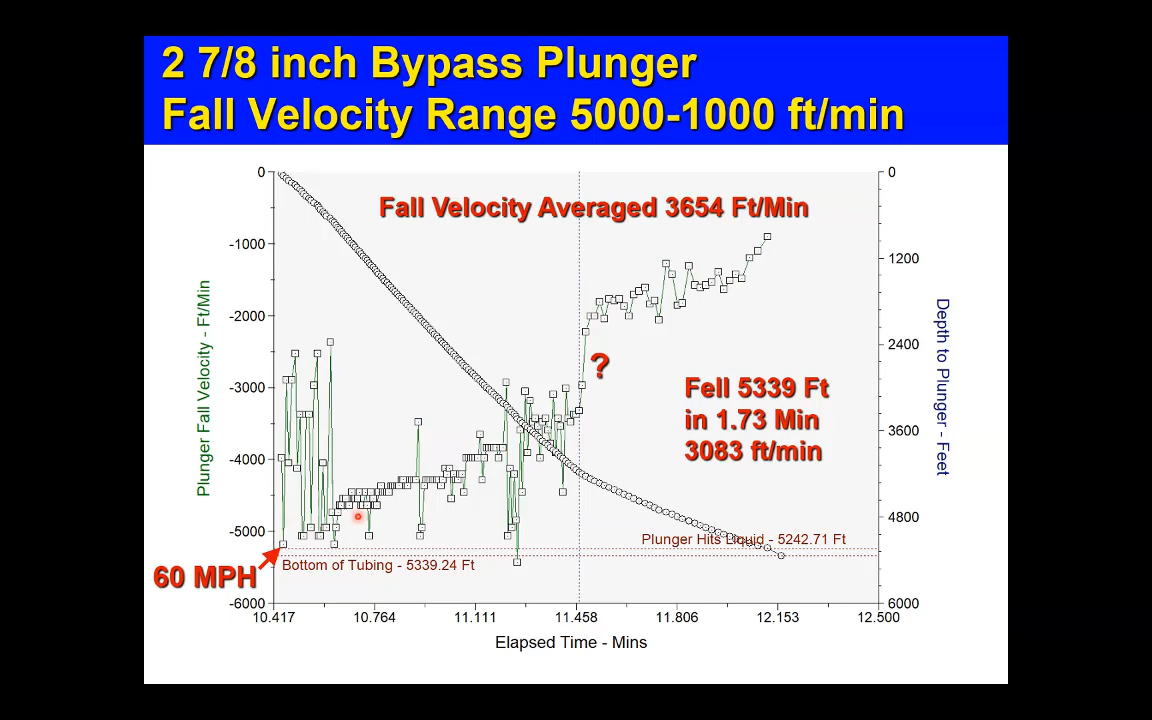 2 7/8 inch Bypass Plunger
Fall Velocity Range 5000-1000 ft/min
Fall Velocity Averaged 3654 Ft/Min
0
-1000
-2000
-3000
-4000
-5000
-6000
Plunger Fall Velocity - Ft/Min
0
1200
2400
3600
4800
6000
Depth to Plunger - Feet
?
Fell 5339 Ft
in 1.73 Min
3083 ft/min
Plunger Hits Liquid - 5242.71 Ft
Bottom of Tubing - 5339.24 Ft
60 MPH
10.417 10.764 11.111 11.458 11.806 12.153 12.500
Elapsed Time - Mins